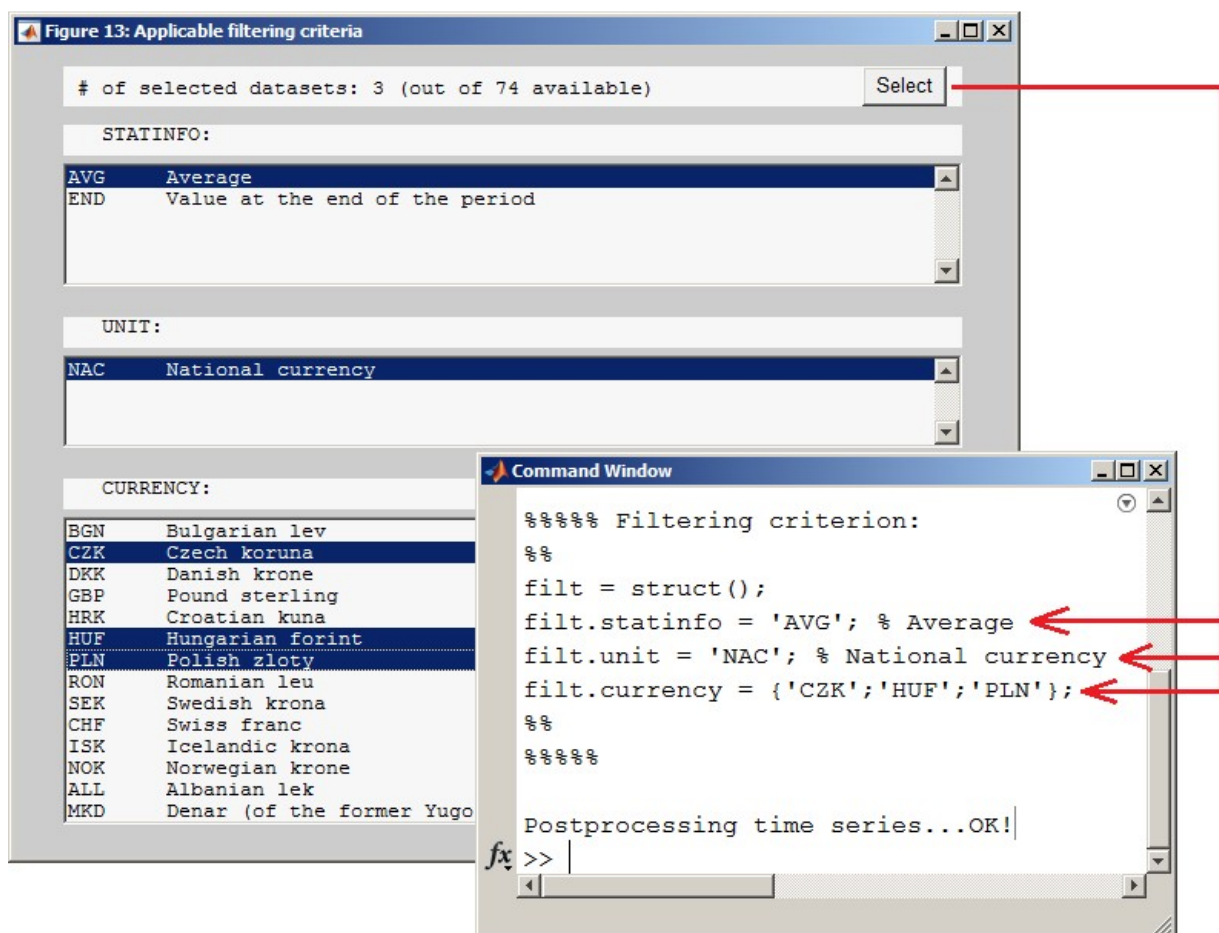 Figure 13: Applicable filtering criteria
# of selected datasets: 3 (out of 74 available)
Select
STATINFO:
AVG Average
END Value at the end of the period
UNIT:
NAC National currency
CURRENCY:
BGN Bulgarian lev
CZK Czech koruna
DKK Danish krone
GBP Pound sterling
HRK Croatian kuna
HUF Hungarian forint
PLN Polish zloty
RON Romanian leu
SEK Swedish krona
CHF Swiss franc
ISK Icelandic krona
NOK Norwegian krone
ALL Albanian lek
MKD Denar (of the former Yugo
Command Window
%%%%% Filtering criterion:
%%
filt = struct();
filt.statinfo = 'AVG'; % Average
filt.unit = 'NAC'; % National currency
filt.currency = {'CZK';'HUF';'PLN'};
%%
%%%%%
Postprocessing time series...OK!
fx >>